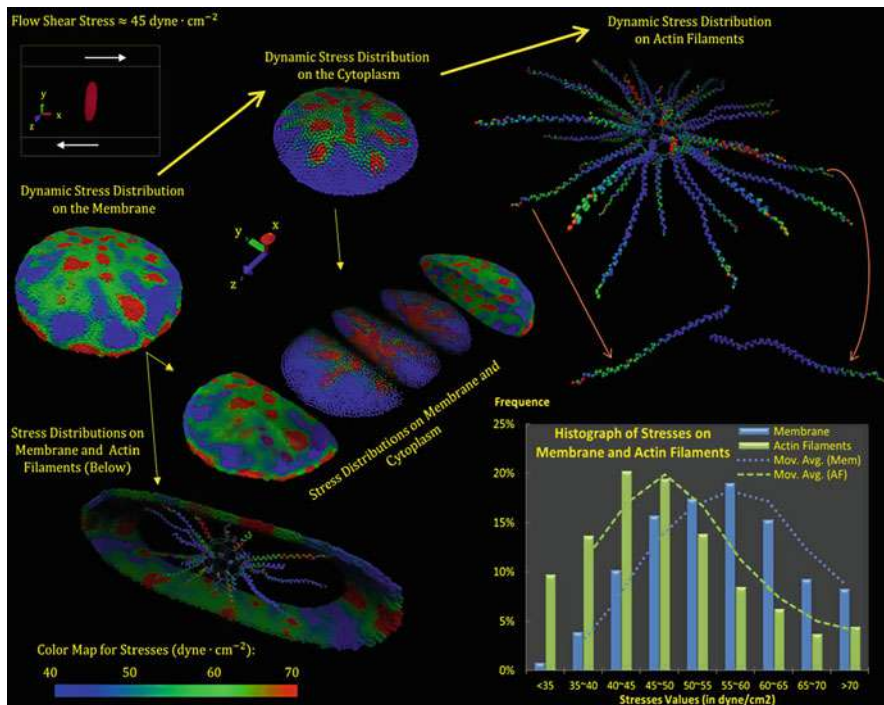 Flow Shear Stress ≈ 45 dyne · cm⁻²
Dynamic Stress Distribution
on the Cytoplasm
Dynamic Stress Distribution
on Actin Filaments
y
x
z
Dynamic Stress Distribution
on the Membrane
x
y
z
Stress Distributions on
Membrane and Actin
Filaments (Below)
Stress Distributions on Membrane and
Cytoplasm
Color Map for Stresses (dyne · cm⁻²):
40 50 60 70
Frequence
Histograph of Stresses on
Membrane and Actin Filaments
Membrane
Actin Filaments
Mov. Avg. (Mem)
Mov. Avg. (AF)
25%
20%
15%
10%
5%
0%
<35 35~40 40~45 45~50 50~55 55~60 60~65 65~70 >70
Stresses Values (in dyne/cm2)